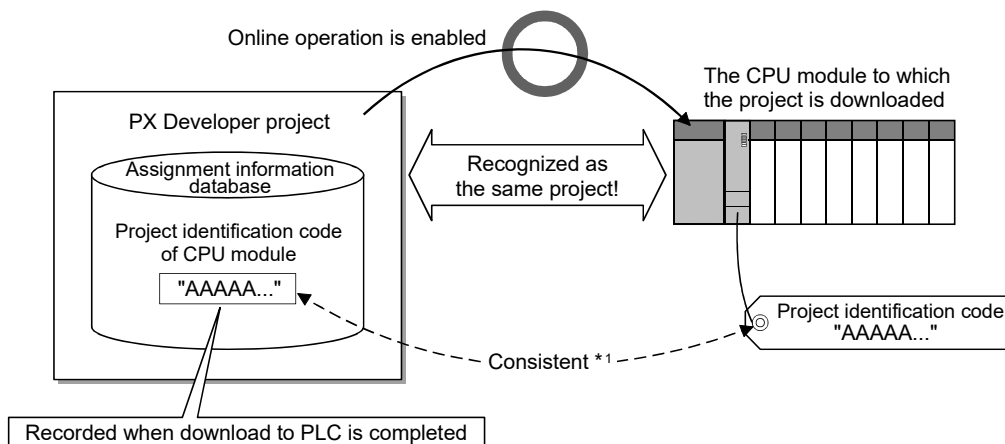 Online operation is enabled
The CPU module to which
the project is downloaded
PX Developer project
Assignment information
database
Recognized as
the same project!
Project identification code
of CPU module
"AAAAA..."
Project identification code
"AAAAA..."
Consistent *1
Recorded when download to PLC is completed